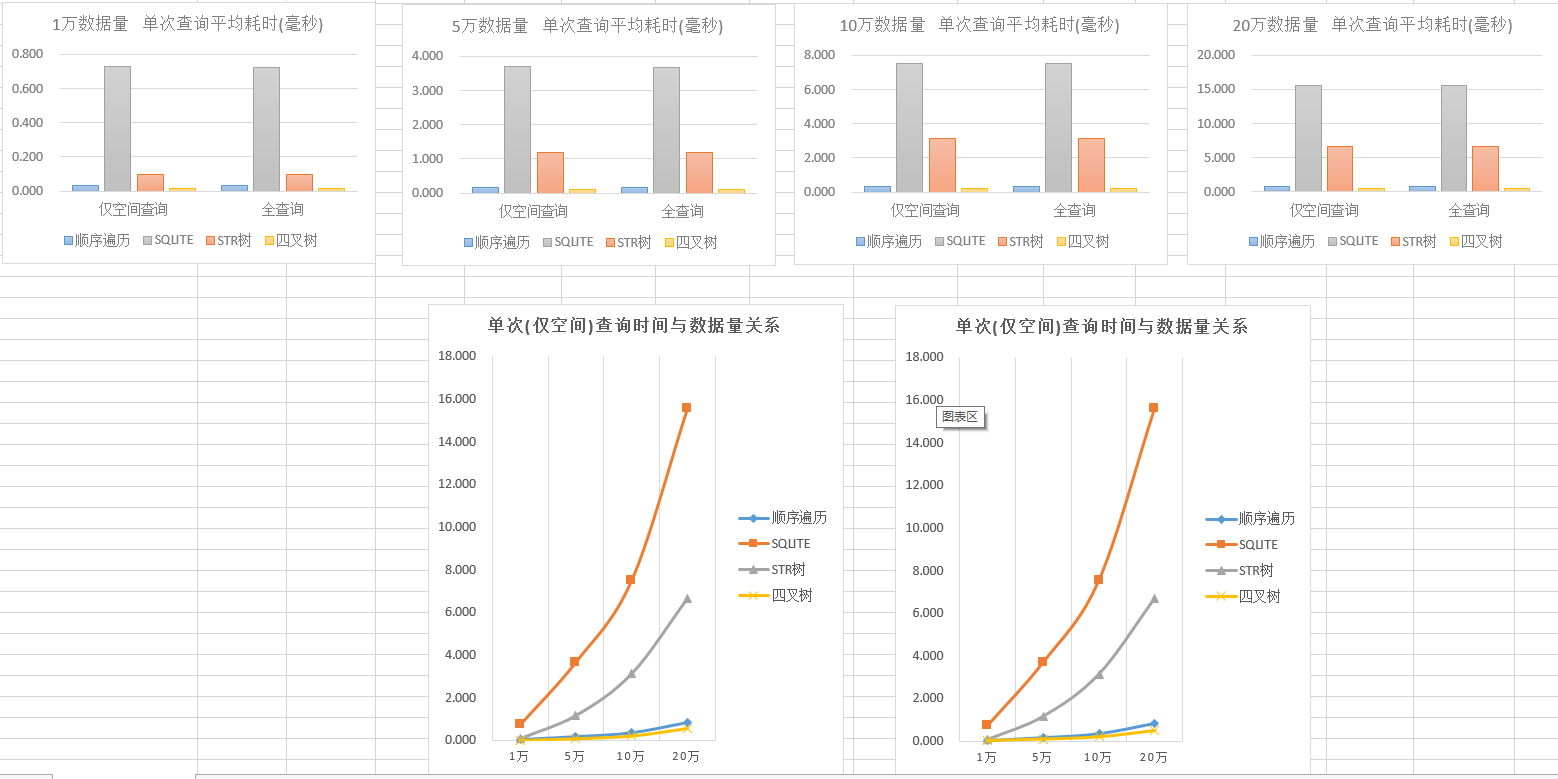 1万数据量 单次查询平均耗时(毫秒)
0.800
0.600
0.400
0.200
0.000
仅空间查询 全查询
顺序遍历 SQLITE STR树 四叉树
5万数据量 单次查询平均耗时(毫秒)
4.000
3.000
2.000
1.000
0.000
仅空间查询 全查询
顺序遍历 SQLITE STR树 四叉树
10万数据量 单次查询平均耗时(毫秒)
8.000
6.000
4.000
2.000
0.000
仅空间查询 全查询
顺序遍历 SQLITE STR树 四叉树
20万数据量 单次查询平均耗时(毫秒)
20.000
15.000
10.000
5.000
0.000
仅空间查询 全查询
顺序遍历 SQLITE STR树 四叉树
单次(仅空间)查询时间与数据量关系
18.000
16.000
14.000
12.000
10.000
8.000
6.000
4.000
2.000
0.000
1万 5万 10万 20万
顺序遍历
SQLITE
STR树
四叉树
单次(仅空间)查询时间与数据量关系
18.000
16.000
图表区
14.000
12.000
10.000
8.000
6.000
4.000
2.000
0.000
1万 5万 10万 20万
顺序遍历
SQLITE
STR树
四叉树